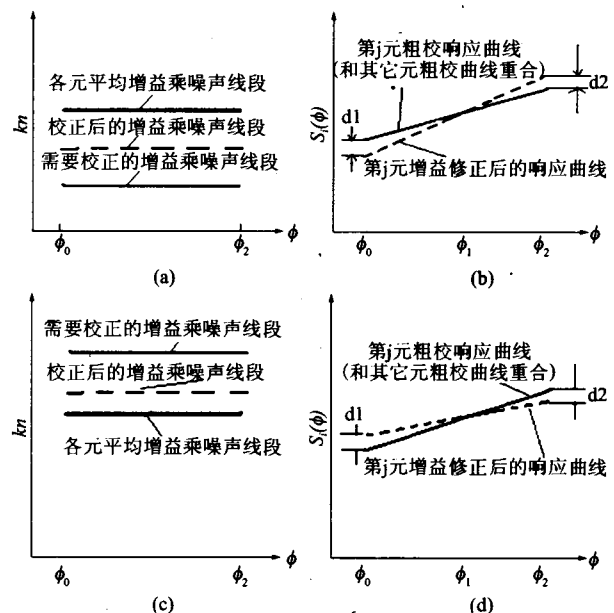 kn
各元平均增益乘噪声线段
校正后的增益乘噪声线段
需要校正的增益乘噪声线段
ϕ0
ϕ2
ϕ
(a)
Si(ϕ)
第j元粗校响应曲线
(和其它元粗校曲线重合)
d1
d2
第j元增益修正后的响应曲线
ϕ0
ϕ1
ϕ2
ϕ
(b)
kn
需要校正的增益乘噪声线段
校正后的增益乘噪声线段
各元平均增益乘噪声线段
ϕ0
ϕ2
ϕ
(c)
Si(ϕ)
第j元粗校响应曲线
(和其它元粗校曲线重合)
d1
d2
第j元增益修正后的响应曲线
ϕ0
ϕ1
ϕ2
ϕ
(d)